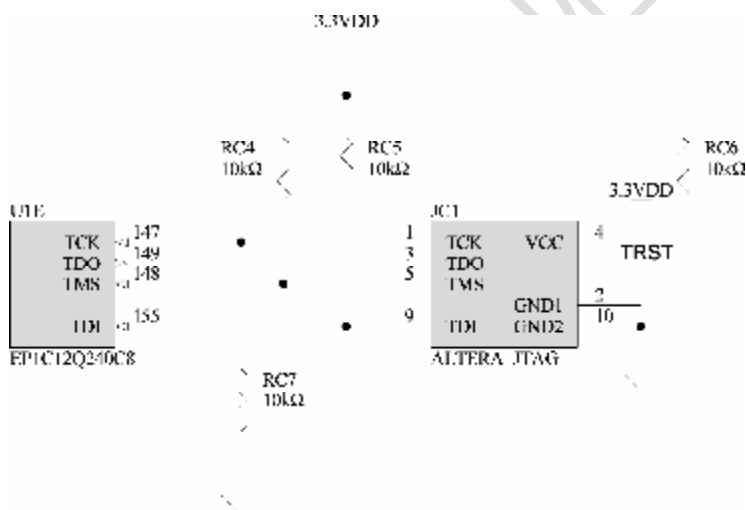 3.3VDD
RC4
10kΩ
RC5
10kΩ
RC6
10kΩ
3.3VDD
U1E
TCK 147
TDO 149
TMS 148
TDI 155
EP1C12Q240C8
JC1
1 TCK VCC 4
TRST
3 TDO
5 TMS
GND1 2
9 TDI GND2 10
ALTERA JTAG
RC7
10kΩ